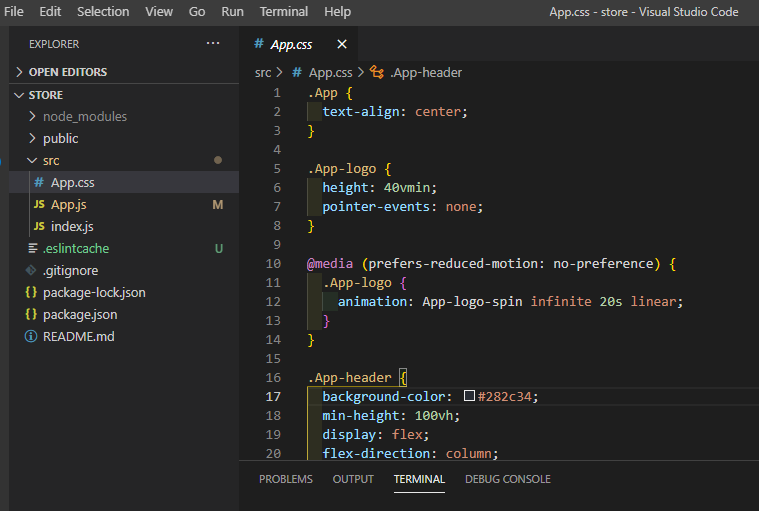 File Edit Selection View Go Run Terminal Help App.css - store - Visual Studio Code
EXPLORER ...
OPEN EDITORS
STORE
node_modules
public
src
# App.css
JS App.js M
JS index.js
.eslintcache U
.gitignore
{} package-lock.json
{} package.json
README.md
# App.css ×
src > # App.css > .App-header
1 .App {
2 text-align: center;
3 }
4
5 .App-logo {
6 height: 40vmin;
7 pointer-events: none;
8 }
9
10 @media (prefers-reduced-motion: no-preference) {
11 .App-logo {
12 animation: App-logo-spin infinite 20s linear;
13 }
14 }
15
16 .App-header {
17 background-color: #282c34;
18 min-height: 100vh;
19 display: flex;
20 flex-direction: column;
PROBLEMS OUTPUT TERMINAL DEBUG CONSOLE